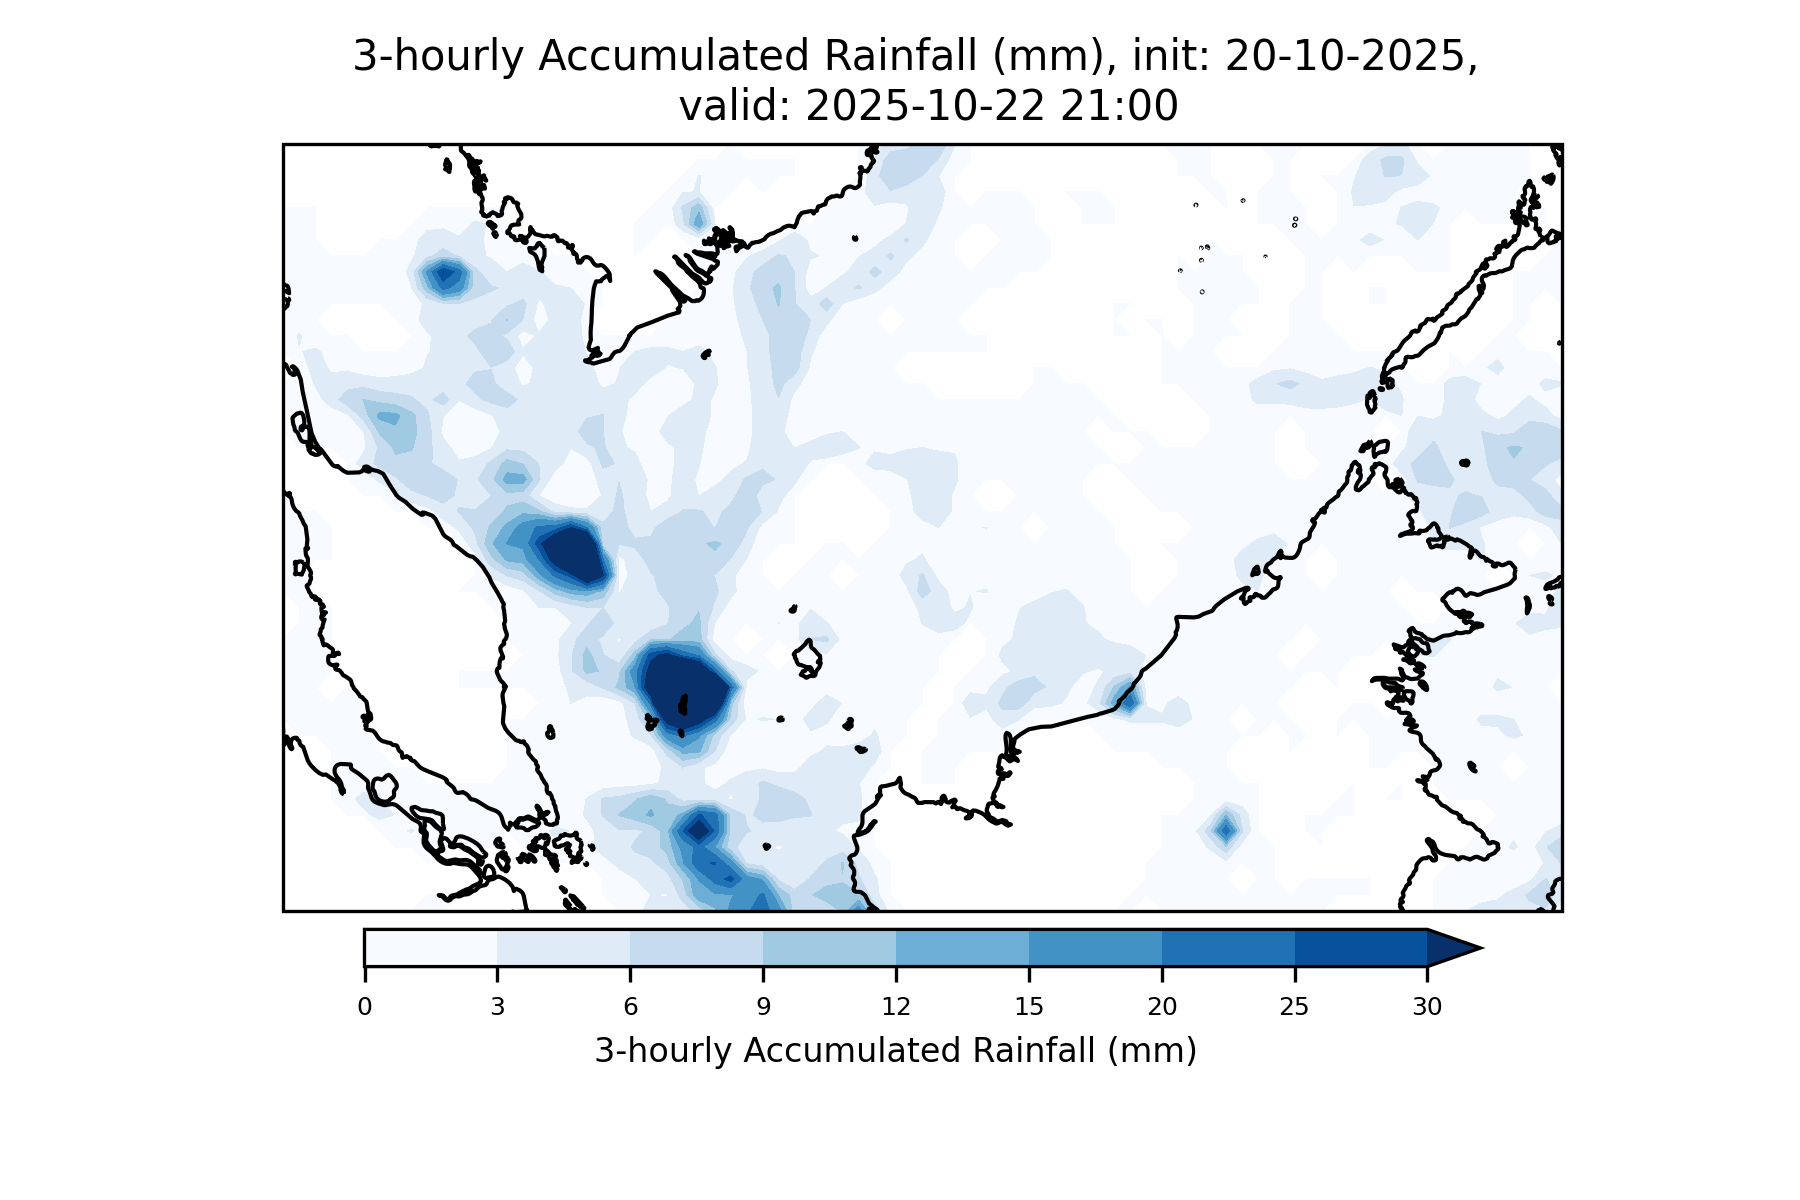 3-hourly Accumulated Rainfall (mm), init: 20-10-2025,
valid: 2025-10-22 21:00
0 3 6 9 12 15 20 25 30
3-hourly Accumulated Rainfall (mm)